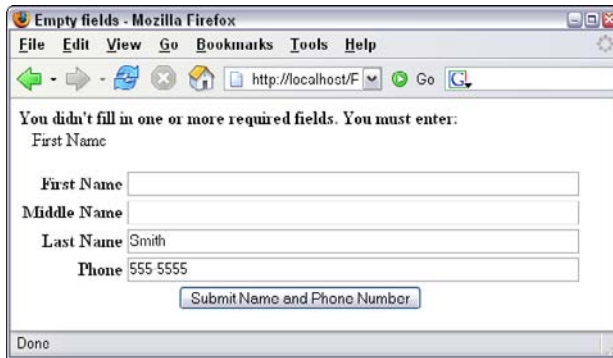 Empty fields - Mozilla Firefox
File Edit View Go Bookmarks Tools Help
http://localhost/F Go G
You didn't fill in one or more required fields. You must enter:
First Name
First Name
Middle Name
Last Name Smith
Phone 555 5555
Submit Name and Phone Number
Done